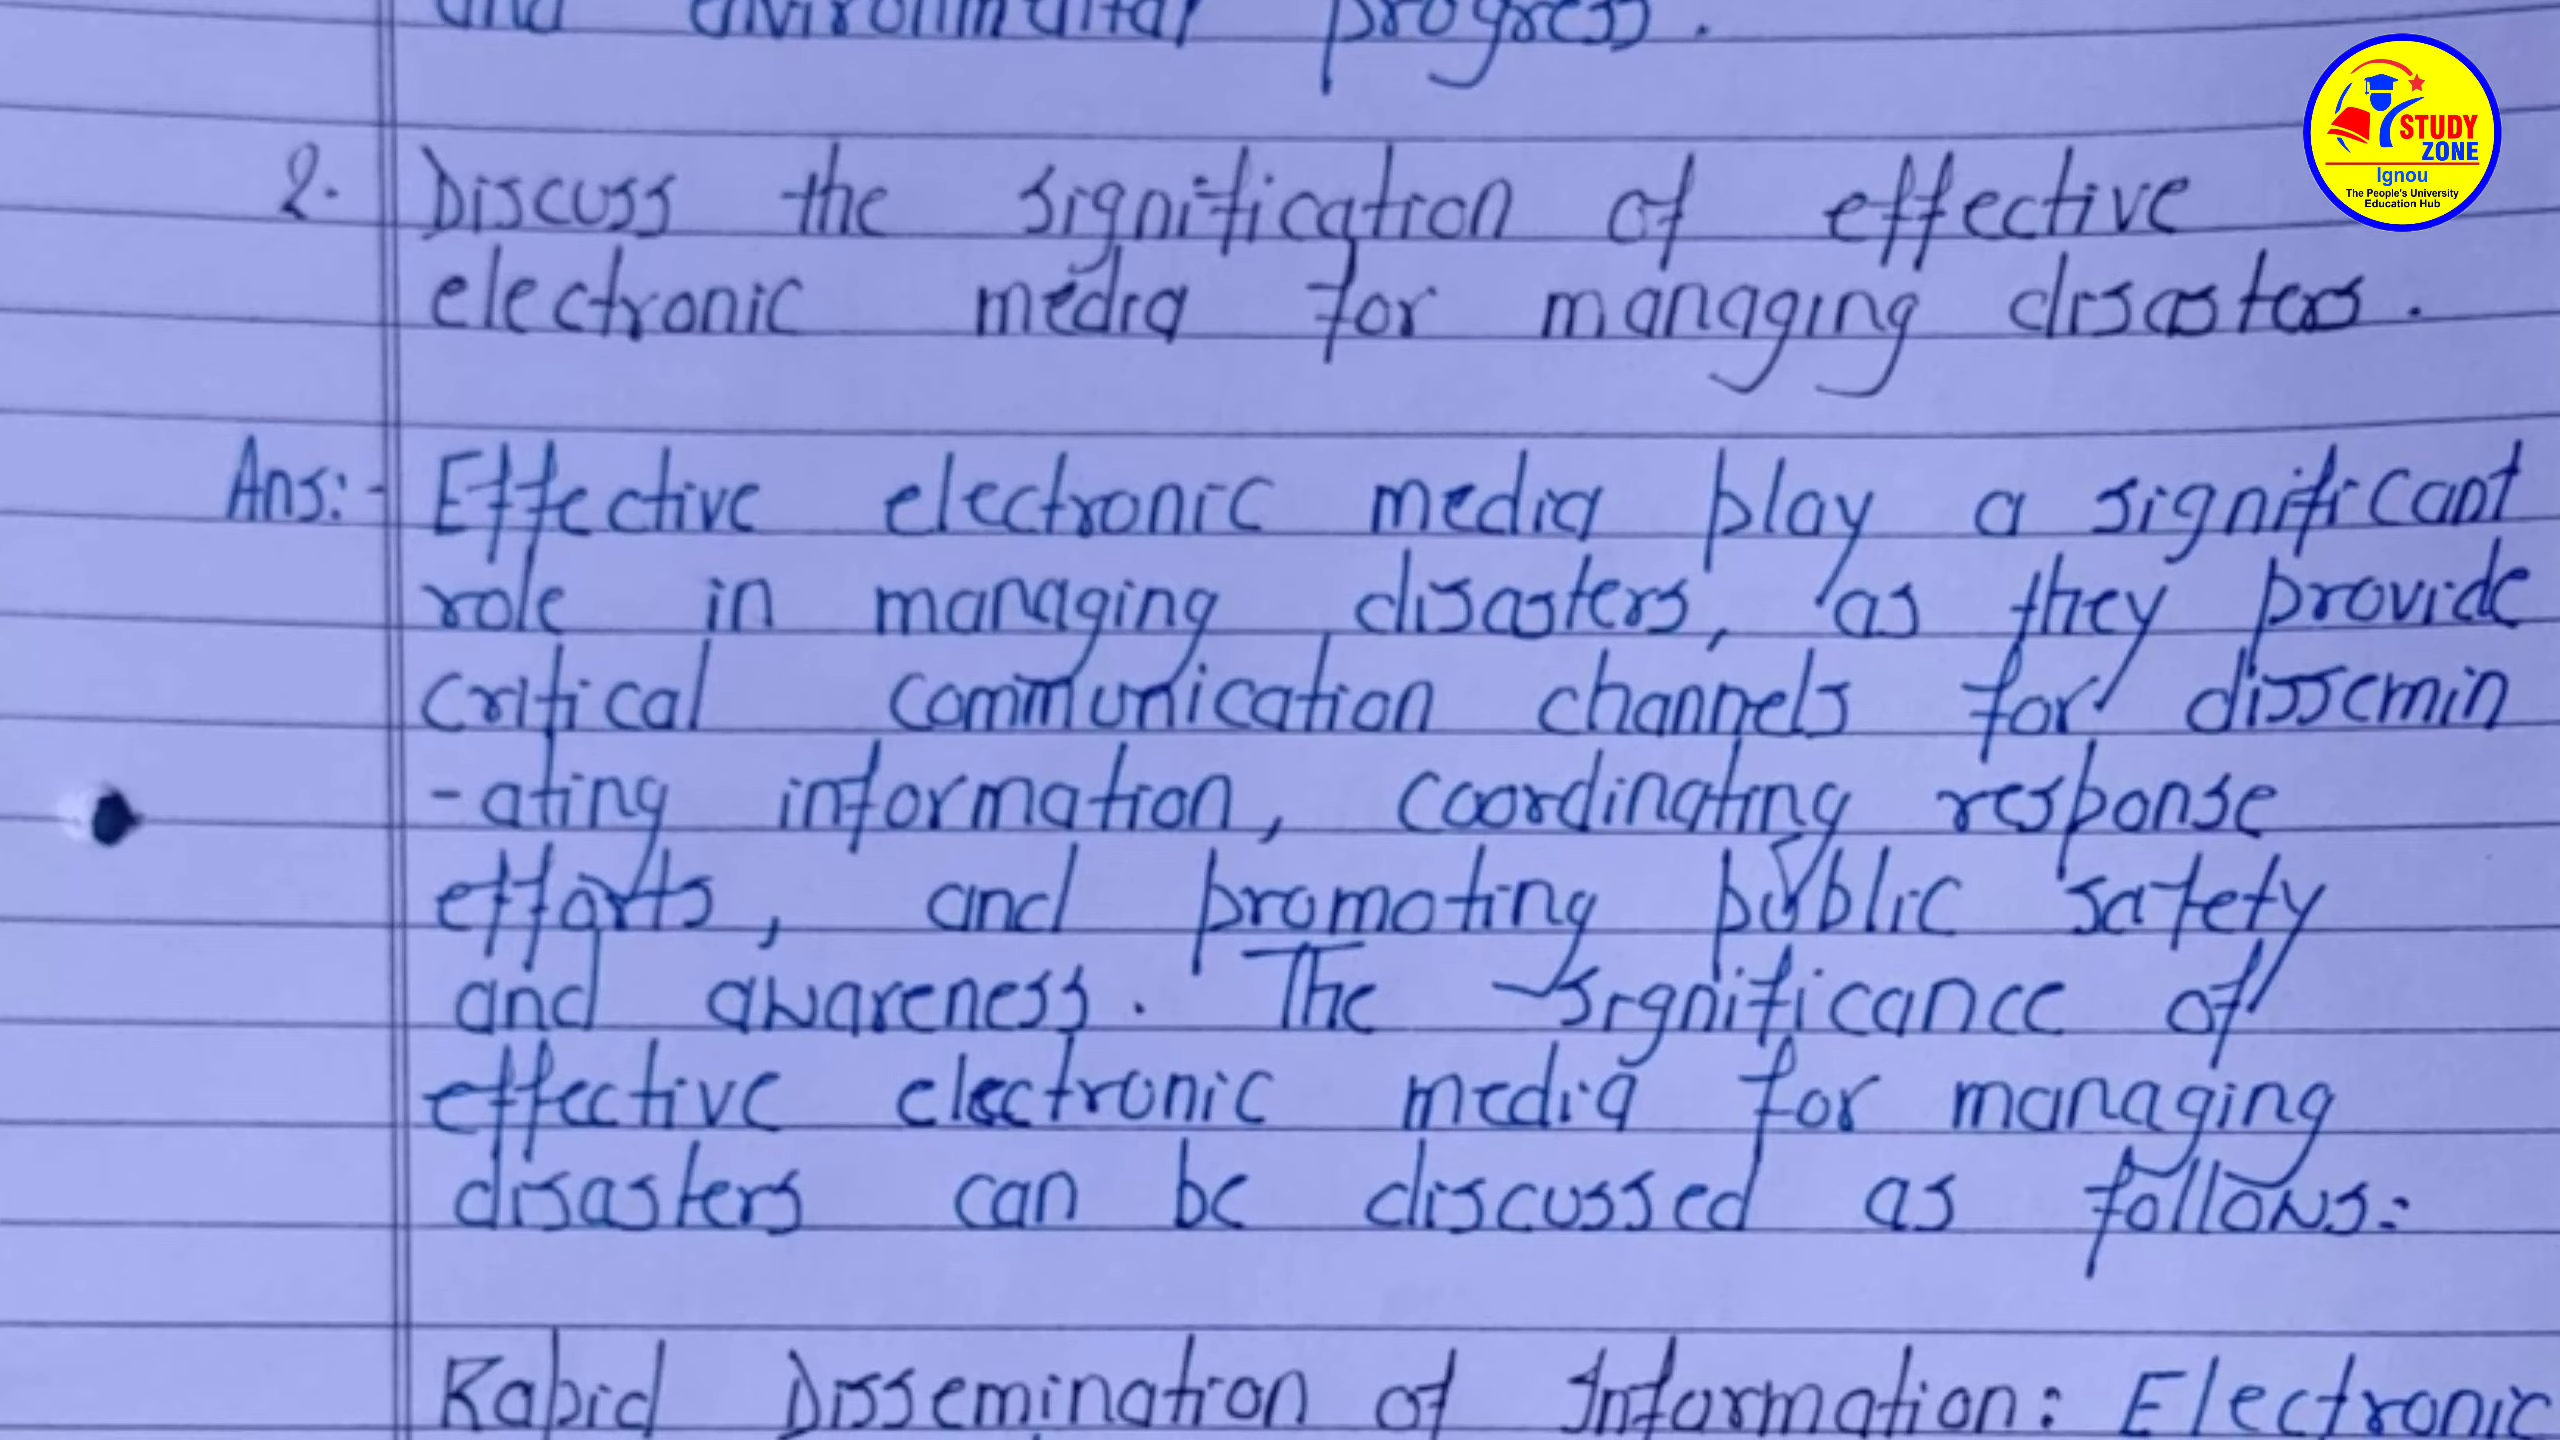 and environmental progress.
STUDY
ZONE
Ignou
The People's University
Education Hub
2. Discuss the signification of effective
electronic media for managing disasters.
Ans:- Effective electronic media play a significant
role in managing disasters, as they provide
critical communication channels for dissemin
-ating information, coordinating response
efforts, and promoting public safety
and awareness. The significance of
effective electronic media for managing
disasters can be discussed as follows:
Rapid Dissemination of Information: Electronic